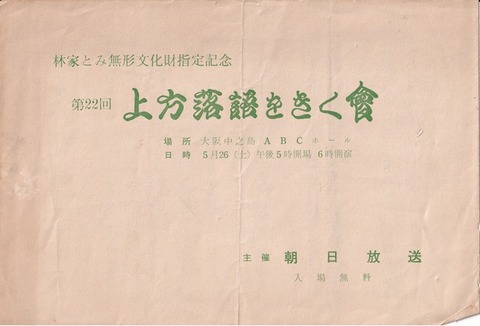 林家とみ無形文化財指定記念
第22回 上方落語をきく會
場所 大阪中之島 ABCホール
日時 5月26(土)午後5時開場 6時開演
主催 朝日放送
入場無料